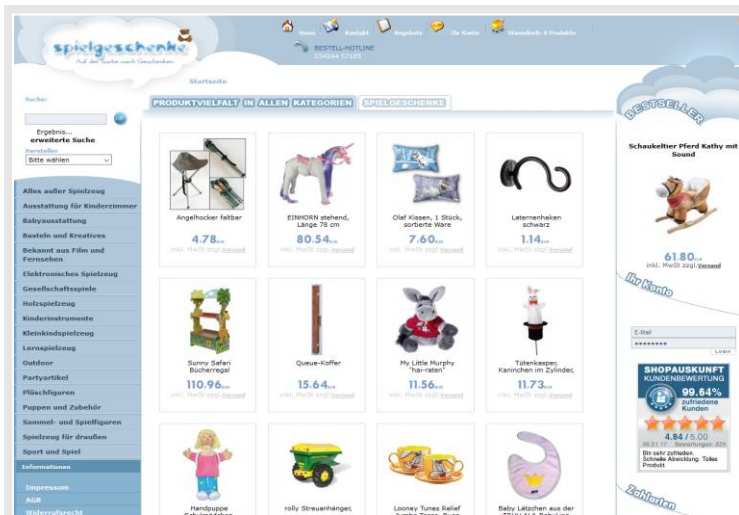 spielgeschenke
Auf der Suche nach Geschenken
Home
Kontakt
Angebote
Ihr Konto
Warenkorb: 0 Produkte
BESTELL-HOTLINE
Startseite
Suche:
Ergebnis...
erweiterte Suche
Hersteller
Bitte wählen
Alles außer Spielzeug
Ausstattung für Kinderzimmer
Babyausstattung
Basteln und Kreatives
Bekannt aus Film und
Fernsehen
Elektronisches Spielzeug
Gesellschaftsspiele
Holzspielzeug
Kinderinstrumente
Kleinkindspielzeug
Lernspielzeug
Outdoor
Partyartikel
Plüschfiguren
Puppen und Zubehör
Sammel- und Spielfiguren
Spielzeug für draußen
Sport und Spiel
Informationen
Impressum
AGB
Widerrufsrecht
PRODUKTVIELFALT IN ALLEN KATEGORIEN
SPIELGESCHENKE
Angelhocker faltbar
4.78
inkl. MwSt zzgl. Versand
EINHORN stehend,
Länge 78 cm
80.54
inkl. MwSt zzgl. Versand
Olaf Kissen, 1 Stück,
sortierte Ware
7.60
inkl. MwSt zzgl. Versand
Laternenhaken
schwarz
1.14
inkl. MwSt zzgl. Versand
Sunny Safari
Bücherregal
110.96
inkl. MwSt zzgl. Versand
Queue-Koffer
15.64
inkl. MwSt zzgl. Versand
My Little Murphy
"hai-raten"
11.56
inkl. MwSt zzgl. Versand
Tütenkasper,
Kaninchen im Zylinder,
11.73
inkl. MwSt zzgl. Versand
Handpuppe
Schulmädchen
rolly Streuanhänger,
Looney Tunes Relief
Baby Lätzchen aus der
BESTSELLER
Schaukeltier Pferd Kathy mit
Sound
61.80
inkl. MwSt zzgl. Versand
Ihr Konto
E-Mail
********
Login
SHOPAUSKUNFT
KUNDENBEWERTUNG
99.64%
zufriedene
Kunden
4.84 / 5.00
06.01.17 Bewertungen: 826
Bin sehr zufrieden.
Schnelle Abwicklung. Tolles
Produkt.
Zahlarten